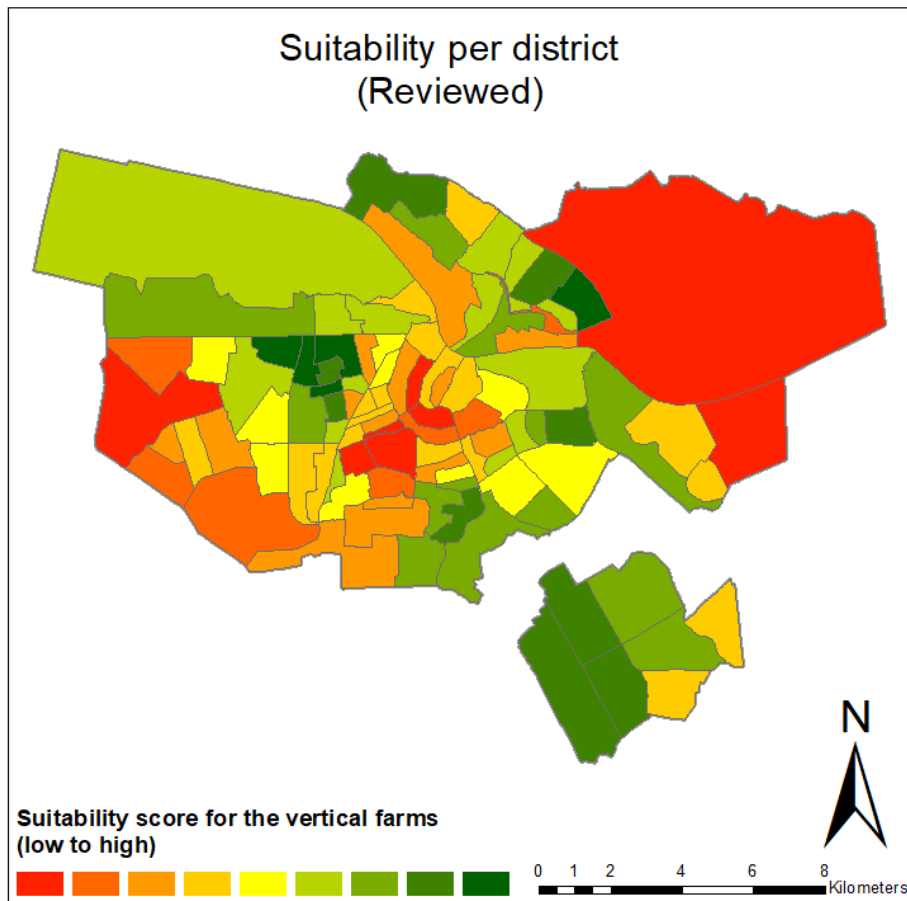 Suitability per district
(Reviewed)
N
Suitability score for the vertical farms
(low to high)
0 1 2 4 6 8
Kilometers